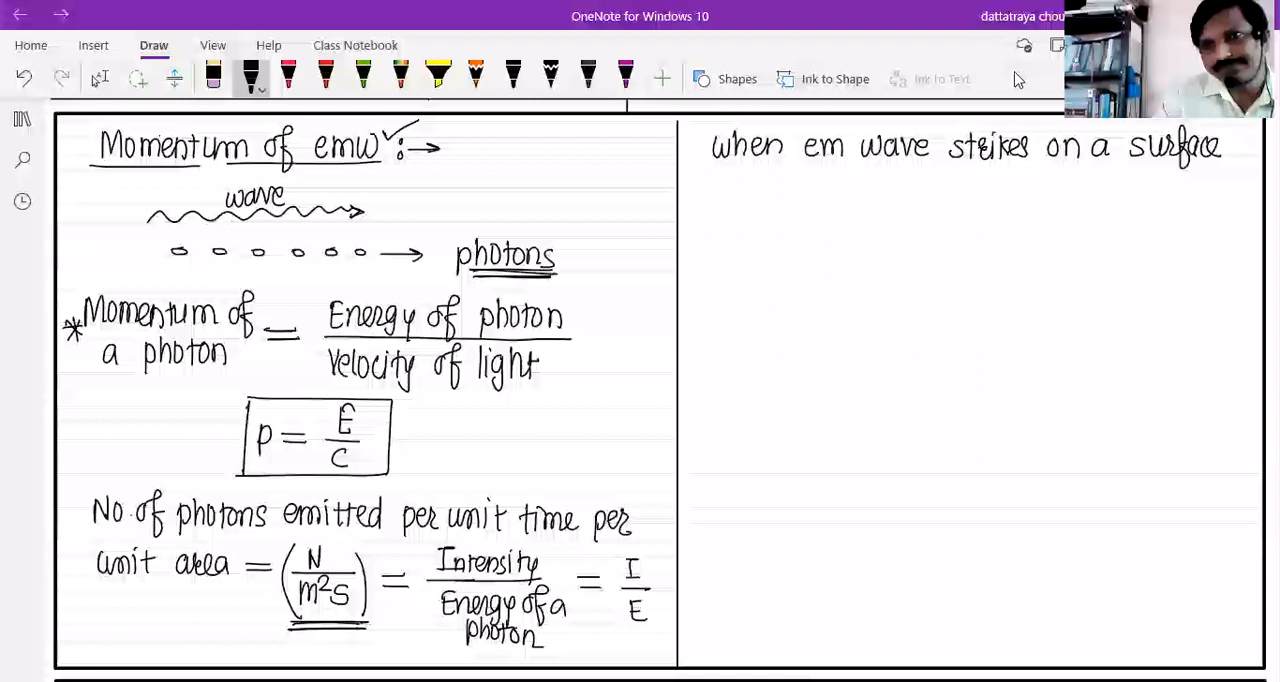 OneNote for Windows 10
dattatraya chou
Home Insert Draw View Help Class Notebook
Shapes Ink to Shape Ink to Text
Momentum of emw :→
wave
photons
* Momentum of a photon = Energy of photon / Velocity of light
P = E / C
No. of photons emitted per unit time per
unit area = (N / m²s) = Intensity / Energy of a photon = I / E
when em wave strikes on a surface